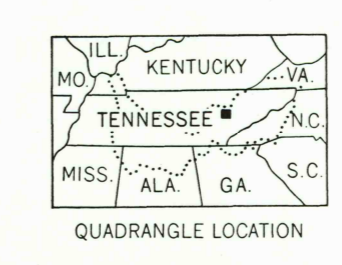 ILL.
MO.
KENTUCKY
VA.
TENNESSEE
N.C.
MISS.
ALA.
GA.
S.C.
QUADRANGLE LOCATION